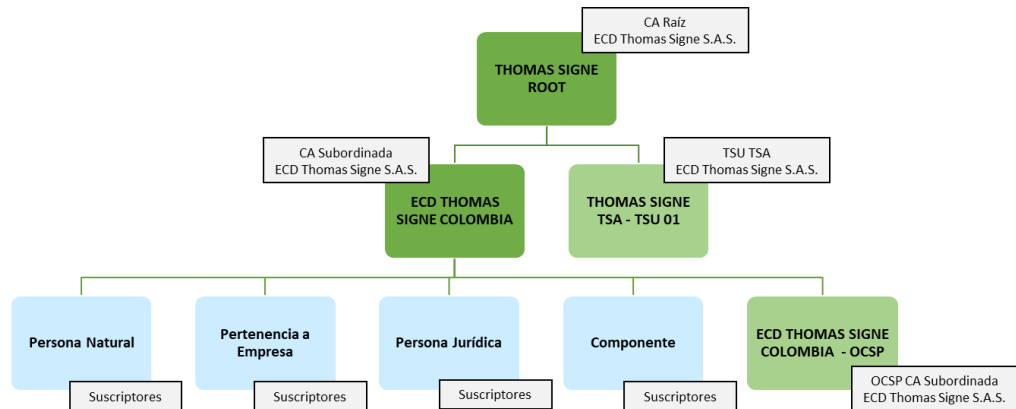 CA Raíz
ECD Thomas Signe S.A.S.
THOMAS SIGNE
ROOT
CA Subordinada
ECD Thomas Signe S.A.S.
TSU TSA
ECD Thomas Signe S.A.S.
ECD THOMAS
SIGNE COLOMBIA
THOMAS SIGNE
TSA - TSU 01
Persona Natural
Suscriptores
Pertenencia a
Empresa
Suscriptores
Persona Jurídica
Suscriptores
Componente
Suscriptores
ECD THOMAS SIGNE
COLOMBIA - OCSP
OCSP CA Subordinada
ECD Thomas Signe S.A.S.